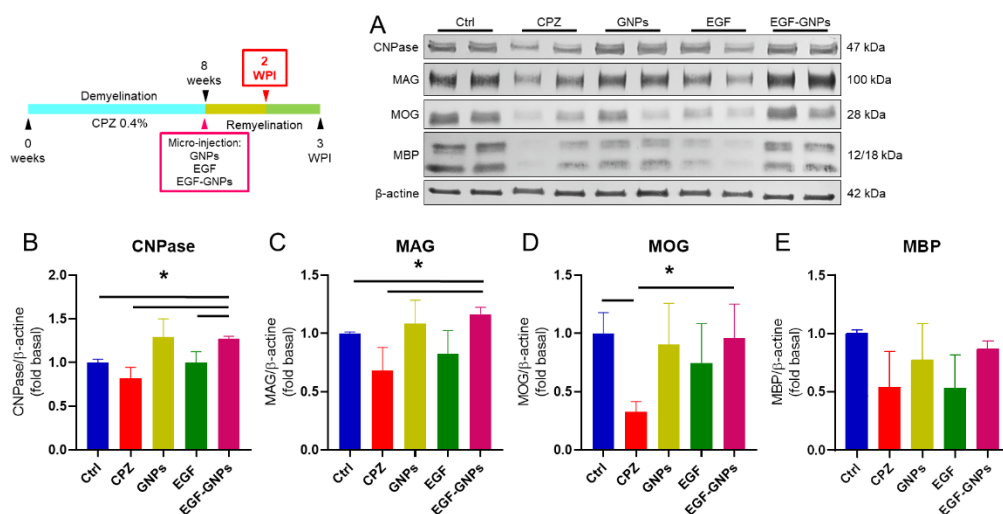 8
weeks
2
WPI
Demyelination
CPZ 0.4%
Remyelination
0
weeks
3
WPI
Micro-injection:
GNPs
EGF
EGF-GNPs
A
Ctrl CPZ GNPs EGF EGF-GNPs
CNPase 47 kDa
MAG 100 kDa
MOG 28 kDa
MBP 12/18 kDa
β-actine 42 kDa
B CNPase
CNPase/β-actine
(fold basal)
2.0
1.5
1.0
0.5
0.0
*
Ctrl CPZ GNPs EGF EGF-GNPs
C MAG
MAG/β-actine
(fold basal)
1.5
1.0
0.5
0.0
*
Ctrl CPZ GNPs EGF EGF-GNPs
D MOG
MOG/β-actine
(fold basal)
1.5
1.0
0.5
0.0
*
Ctrl CPZ GNPs EGF EGF-GNPs
E MBP
MBP/β-actine
(fold basal)
1.5
1.0
0.5
0.0
Ctrl CPZ GNPs EGF EGF-GNPs